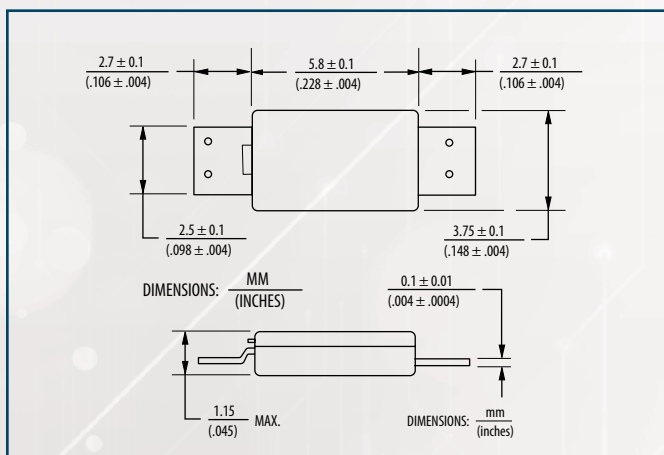 2.7 ± 0.1
(.106 ± .004)
5.8 ± 0.1
(.228 ± .004)
2.7 ± 0.1
(.106 ± .004)
2.5 ± 0.1
(.098 ± .004)
3.75 ± 0.1
(.148 ± .004)
DIMENSIONS: MM
(INCHES)
0.1 ± 0.01
(.004 ± .0004)
1.15
(.045)
MAX.
DIMENSIONS: mm
(inches)